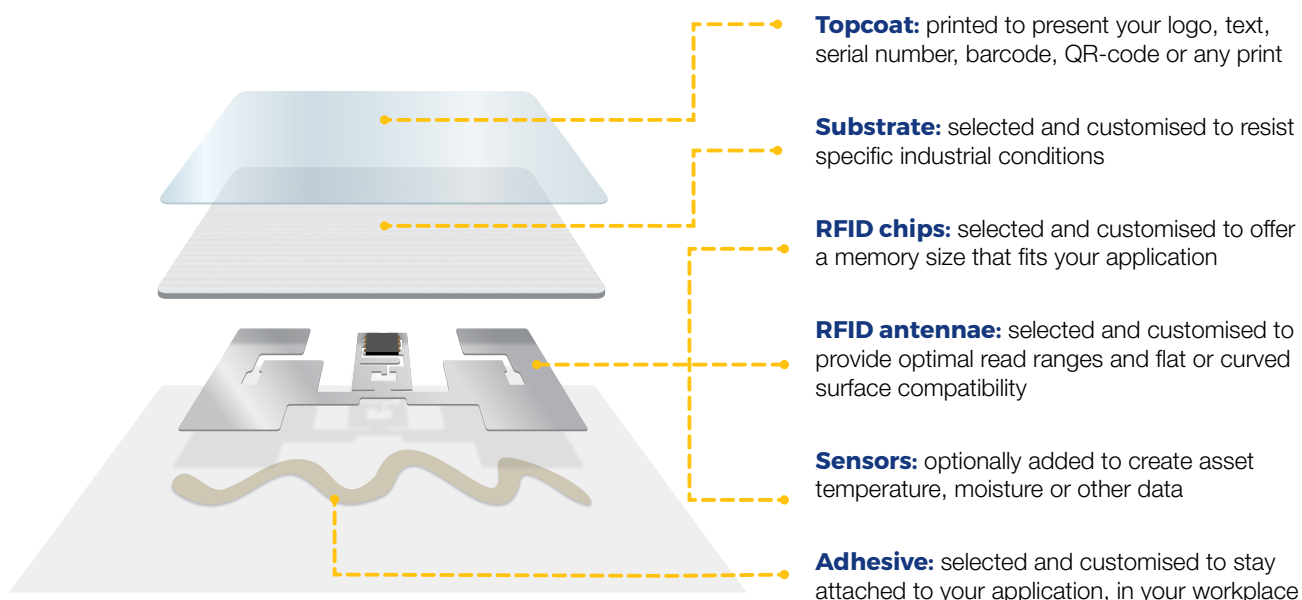 Topcoat: printed to present your logo, text,
serial number, barcode, QR-code or any print
Substrate: selected and customised to resist
specific industrial conditions
RFID chips: selected and customised to offer
a memory size that fits your application
RFID antennae: selected and customised to
provide optimal read ranges and flat or curved
surface compatibility
Sensors: optionally added to create asset
temperature, moisture or other data
Adhesive: selected and customised to stay
attached to your application, in your workplace